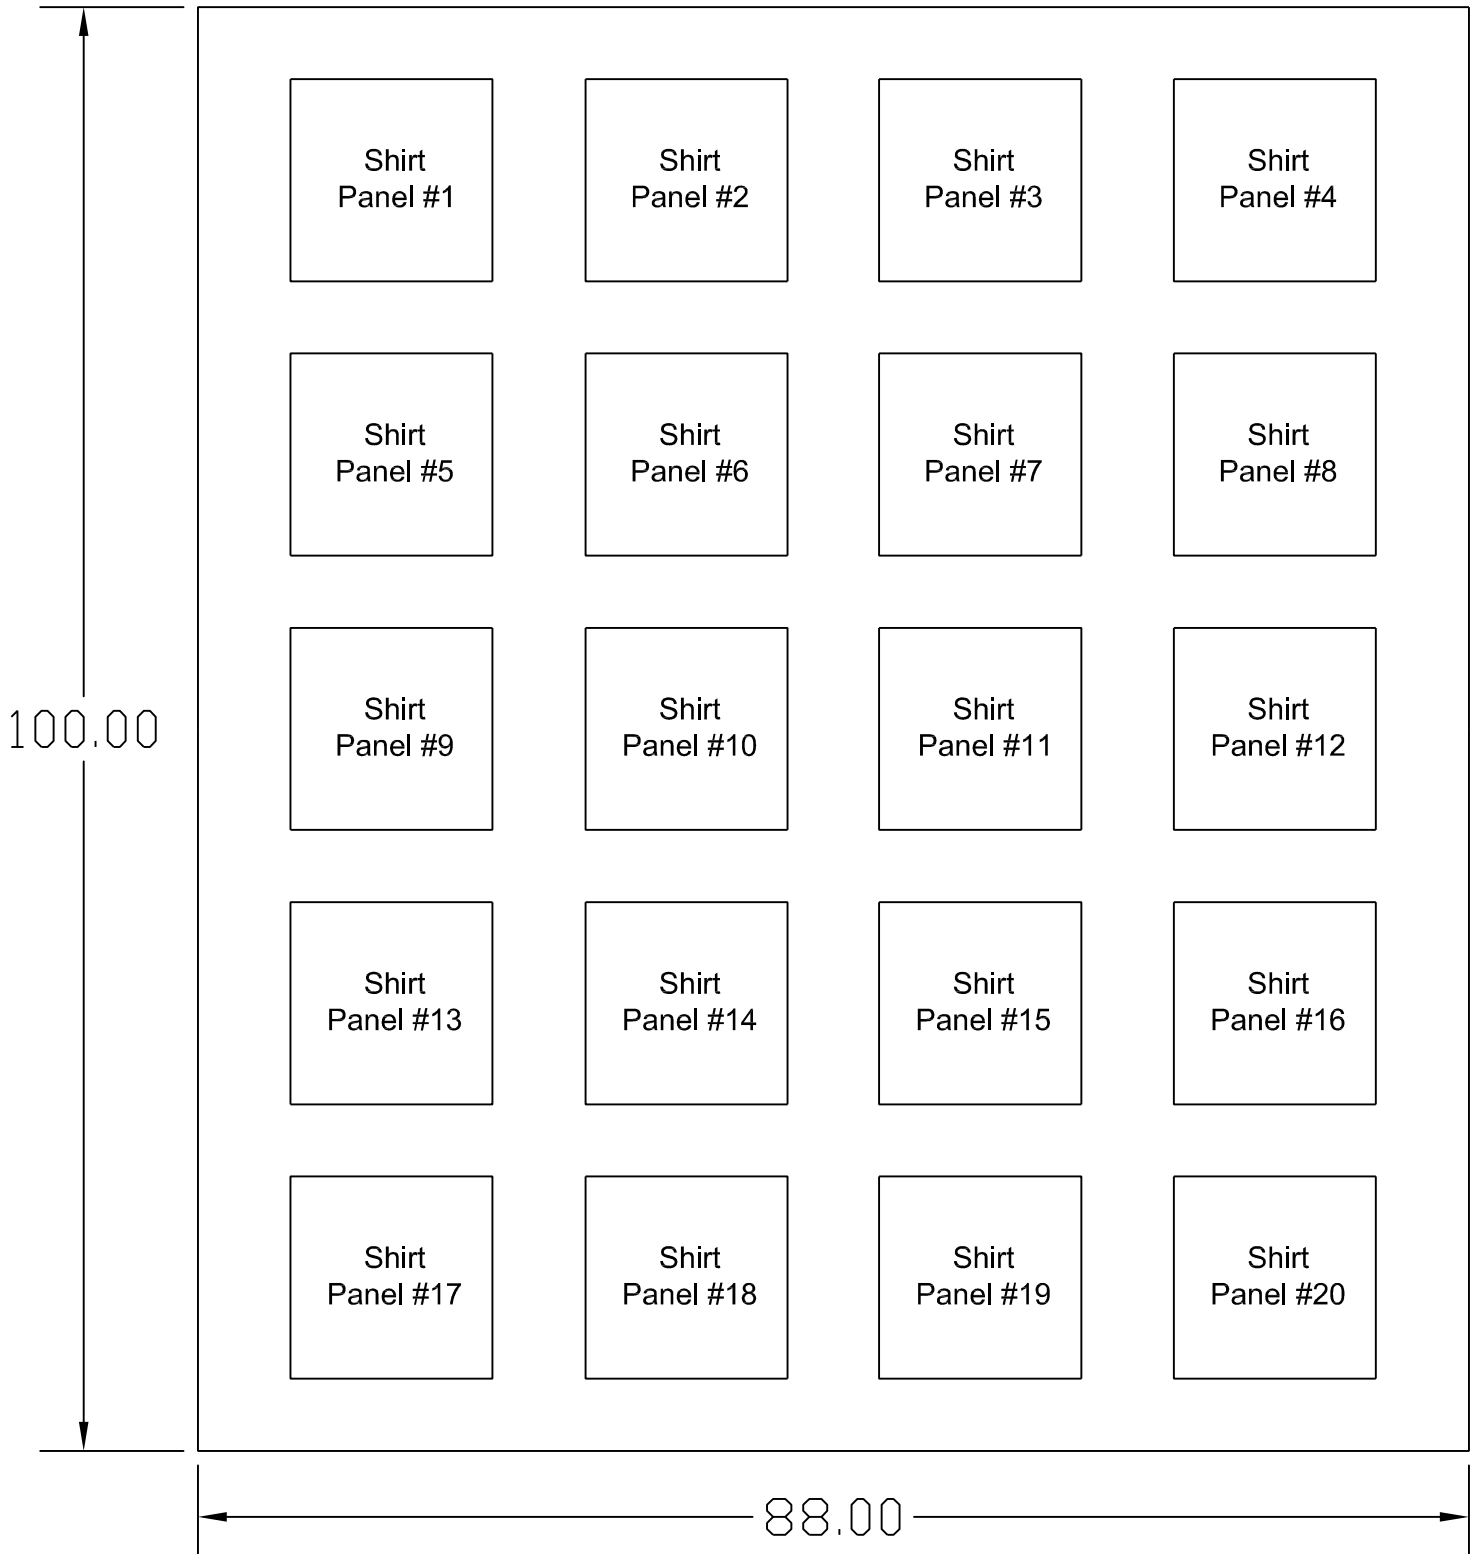 Shirt
Panel #1
Shirt
Panel #2
Shirt
Panel #3
Shirt
Panel #4
Shirt
Panel #5
Shirt
Panel #6
Shirt
Panel #7
Shirt
Panel #8
100.00
Shirt
Panel #9
Shirt
Panel #10
Shirt
Panel #11
Shirt
Panel #12
Shirt
Panel #13
Shirt
Panel #14
Shirt
Panel #15
Shirt
Panel #16
Shirt
Panel #17
Shirt
Panel #18
Shirt
Panel #19
Shirt
Panel #20
88.00